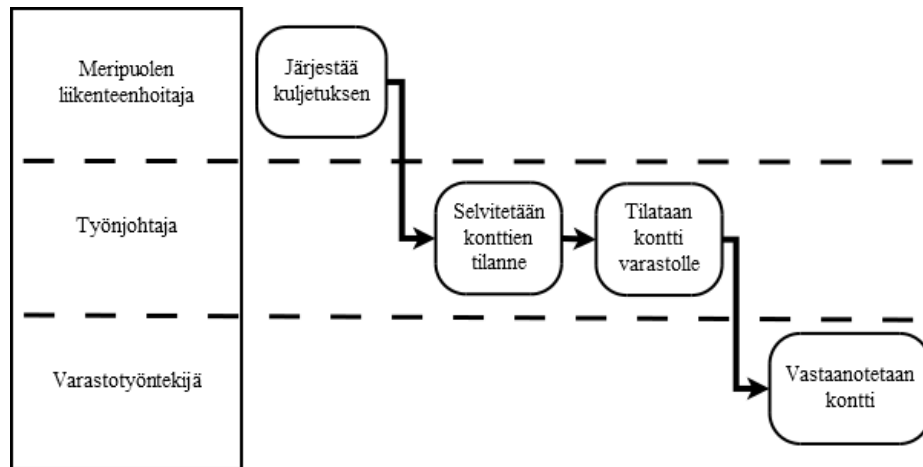 Meripuolen
liikenteenhoitaja
Järjestää
kuljetuksen
Työnjohtaja
Selvitetään
konttien
tilanne
Tilataan
kontti
varastolle
Varastotyöntekijä
Vastaanotetaan
kontti